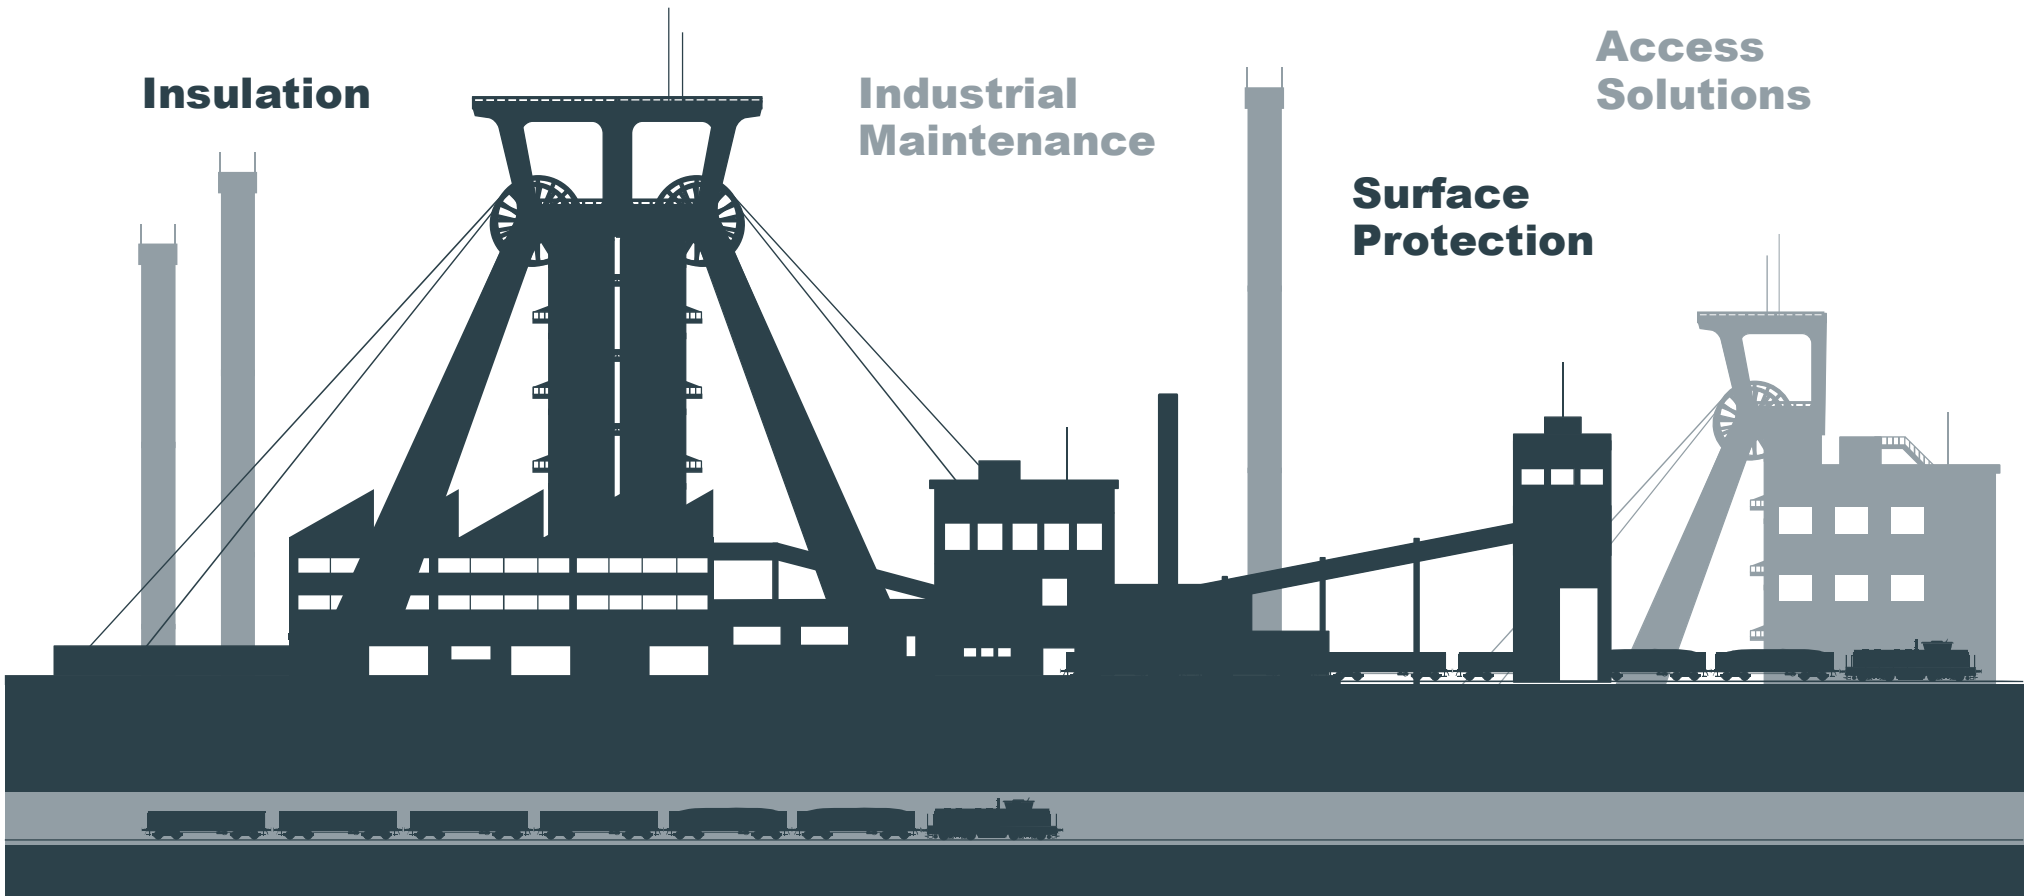 Insulation
Industrial
Maintenance
Access
Solutions
Surface
Protection